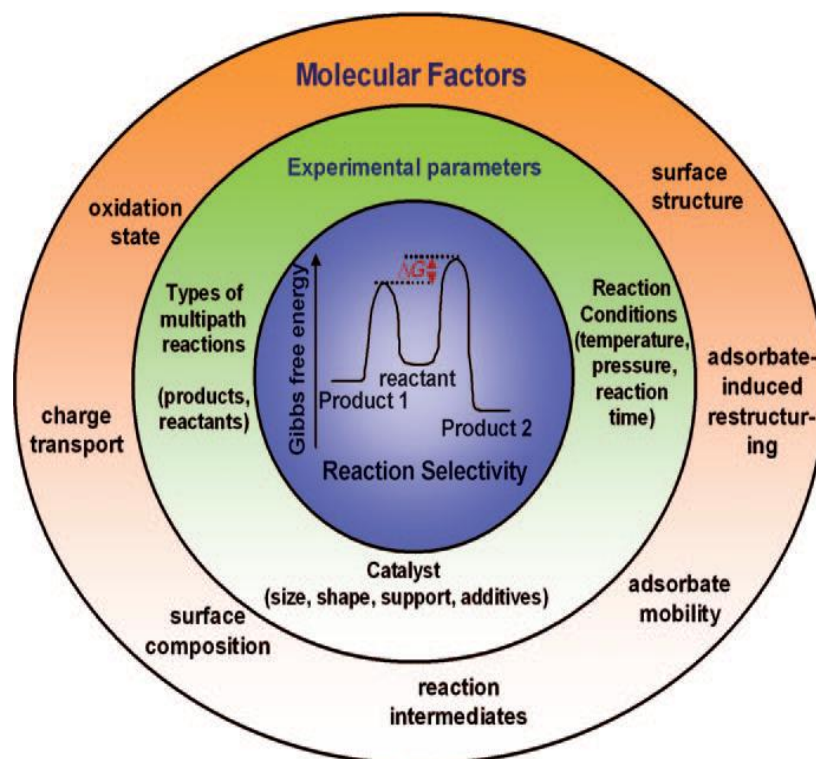 Molecular Factors
Experimental parameters
surface
structure
oxidation
state
Gibbs free energy
ΔG
Types of
multipath
reactions
(products,
reactants)
Reaction
Conditions
(temperature,
pressure,
reaction
time)
adsorbate-
induced
restructur-
ing
charge
transport
reactant
Product 1
Product 2
Reaction Selectivity
Catalyst
(size, shape, support, additives)
adsorbate
mobility
surface
composition
reaction
intermediates